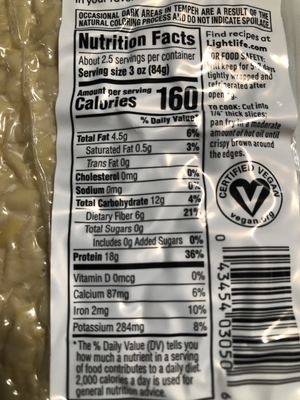 in your favor
OCCASIONAL DARK AREAS IN TEMPEH ARE A RESULT OF THE
NATURAL COLORING PROCESS AND DO NOT INDICATE SPOILAGE.
Nutrition Facts
About 2.5 servings per container
Serving size 3 oz (84g)
Amount per serving
Calories 160
% Daily Value*
Total Fat 4.5g 6%
Saturated Fat 0.5g 3%
Trans Fat 0g
Cholesterol 0mg 0%
Sodium 0mg 0%
Total Carbohydrate 12g 4%
Dietary Fiber 6g 21%
Total Sugars 0g
Includes 0g Added Sugars 0%
Protein 18g 36%
Vitamin D 0mcg 0%
Calcium 87mg 6%
Iron 2mg 10%
Potassium 284mg 8%
*The % Daily Value (DV) tells you
how much a nutrient in a serving
of food contributes to a daily diet.
2,000 calories a day is used for
general nutrition advice.
Find recipes at
Lightlife.com
FOR FOOD SAFETY:
will keep for days
tightly wrapped and
refrigerated after
TO COOK: Cut into
1/4" thick slices;
pan fry in a moderate
amount of hot oil until
crispy brown around
the edges.
CERTIFIED VEGAN
vegan.org
0 43454 03050 6